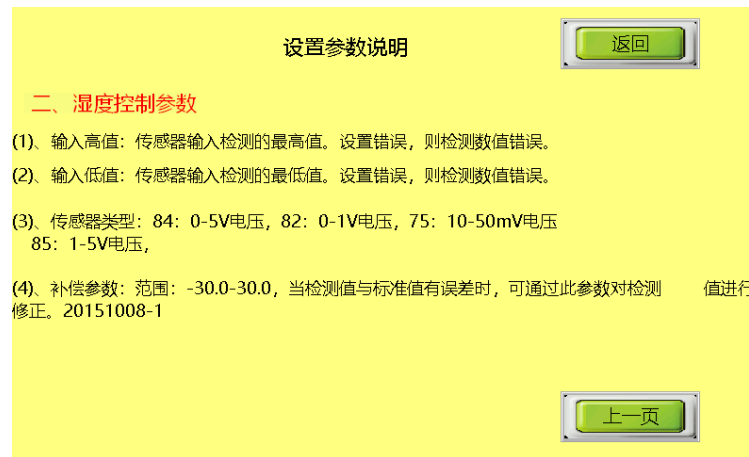 设置参数说明
返回
二、湿度控制参数
(1)、输入高值：传感器输入检测的最高值。设置错误，则检测数值错误。
(2)、输入低值：传感器输入检测的最低值。设置错误，则检测数值错误。
(3)、传感器类型：84：0-5V电压，82：0-1V电压，75：10-50mV电压
85：1-5V电压，
(4)、补偿参数：范围：-30.0-30.0，当检测值与标准值有误差时，可通过此参数对检测 值进行
修正。20151008-1
上一页